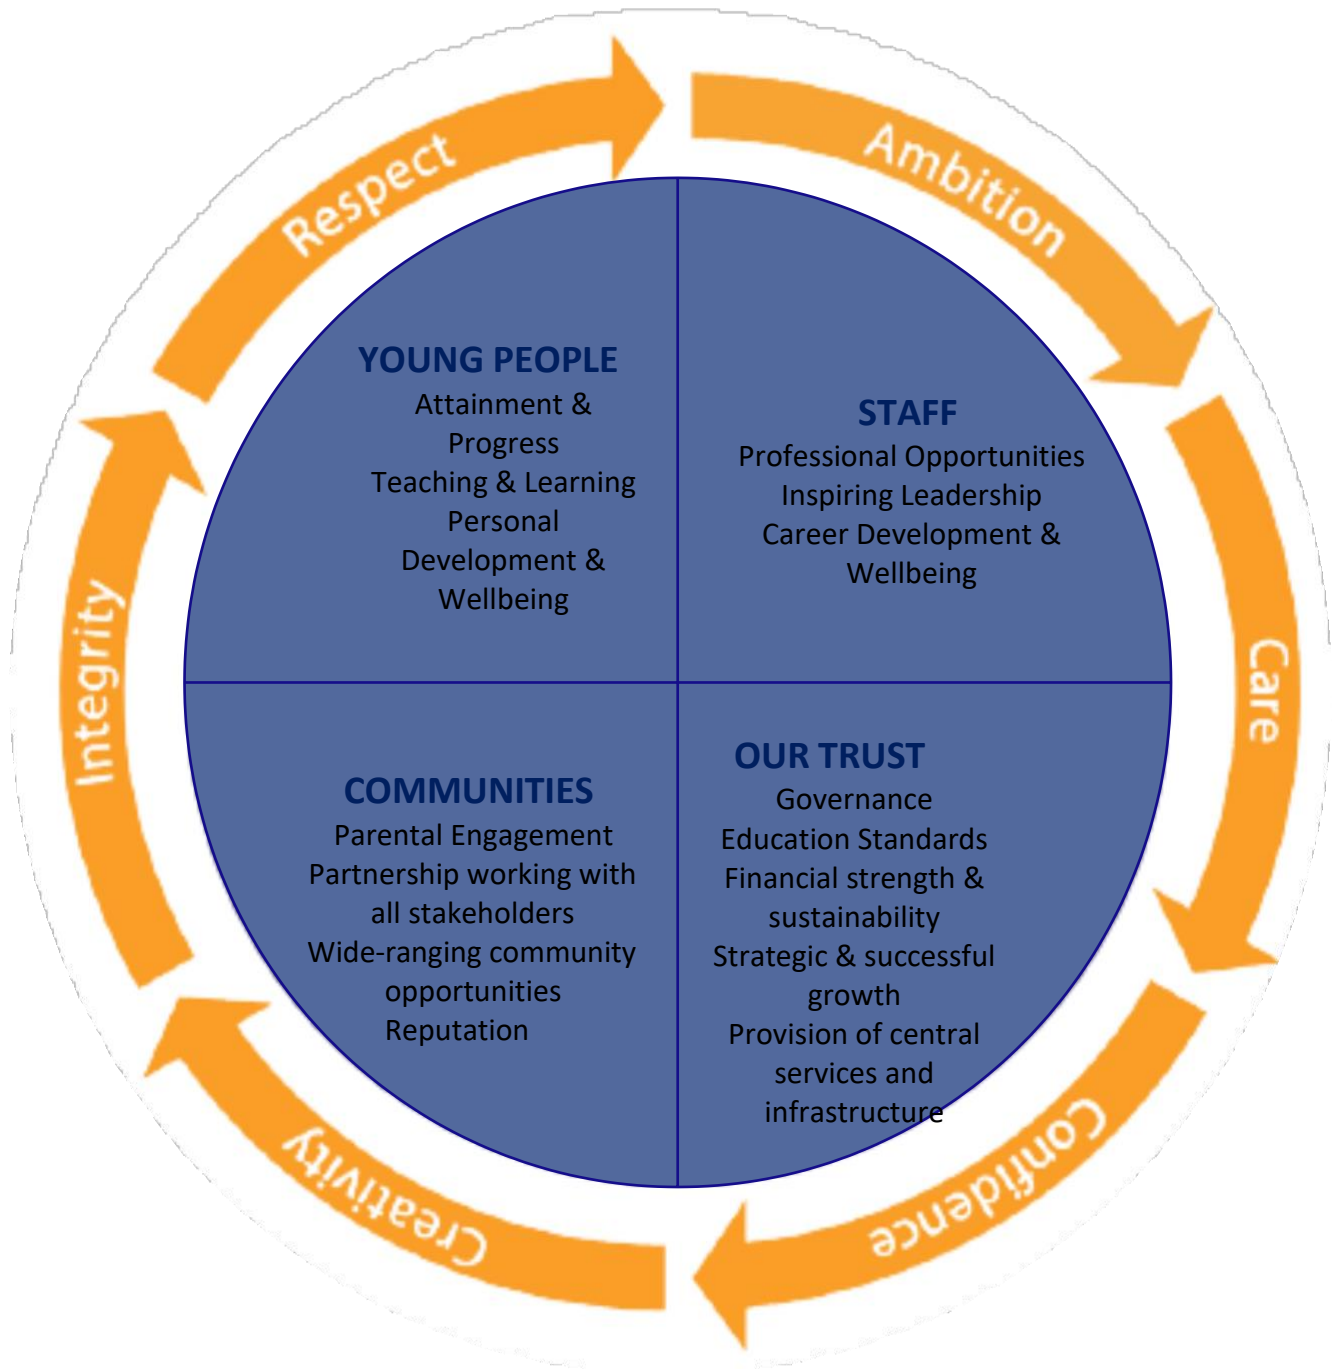 Respect
Ambition
Care
Confidence
Creativity
Integrity
YOUNG PEOPLE
Attainment &
Progress
Teaching & Learning
Personal
Development &
Wellbeing
STAFF
Professional Opportunities
Inspiring Leadership
Career Development &
Wellbeing
COMMUNITIES
Parental Engagement
Partnership working with
all stakeholders
Wide-ranging community
opportunities
Reputation
OUR TRUST
Governance
Education Standards
Financial strength &
sustainability
Strategic & successful
growth
Provision of central
services and
infrastructure